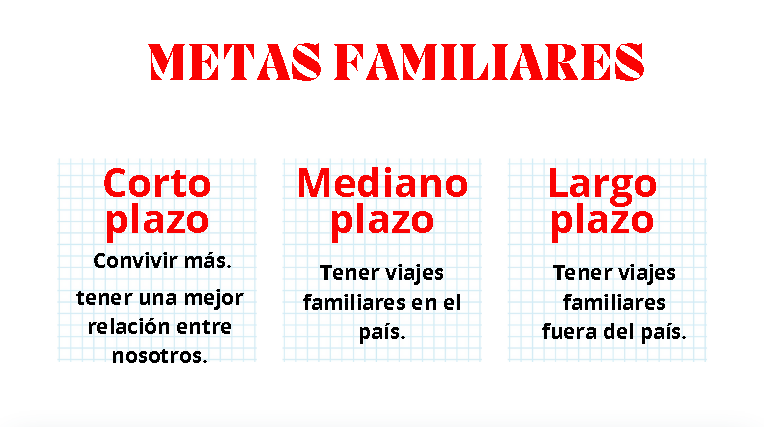 METAS FAMILIARES
Corto
plazo
Convivir más.
tener una mejor
relación entre
nosotros.
Mediano
plazo
Tener viajes
familiares en el
país.
Largo
plazo
Tener viajes
familiares
fuera del país.